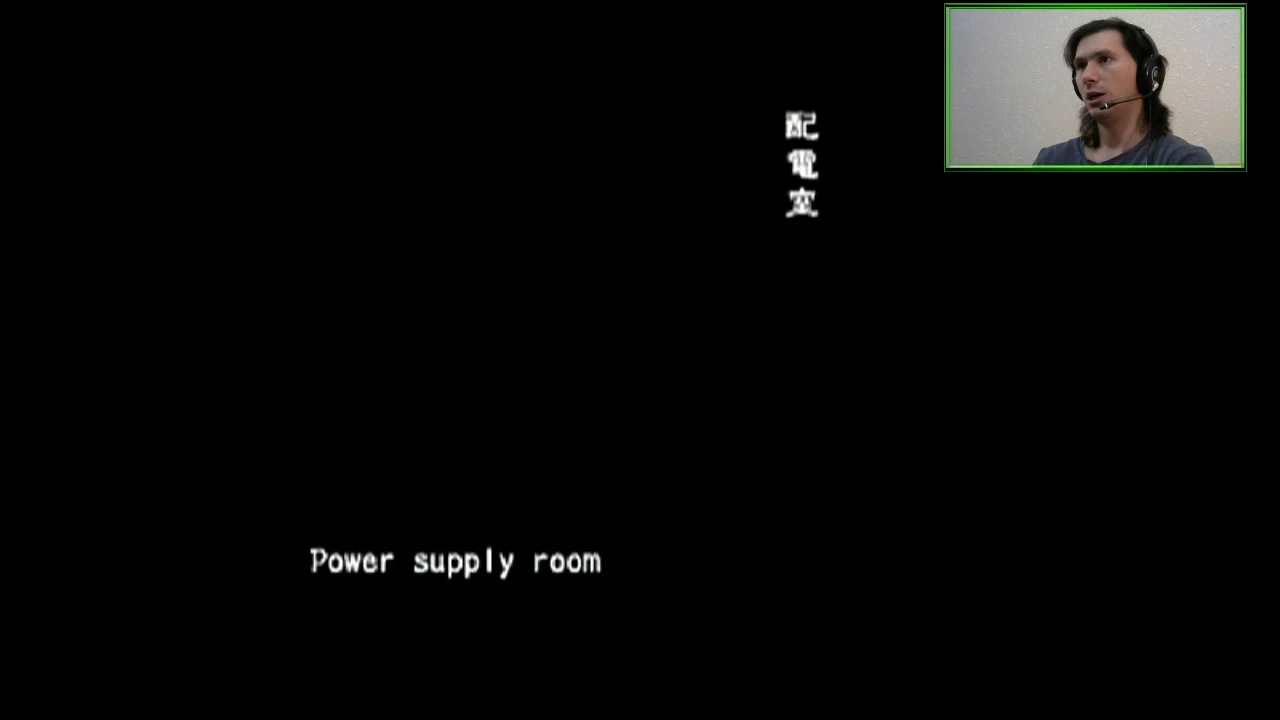 配電室
Power supply room